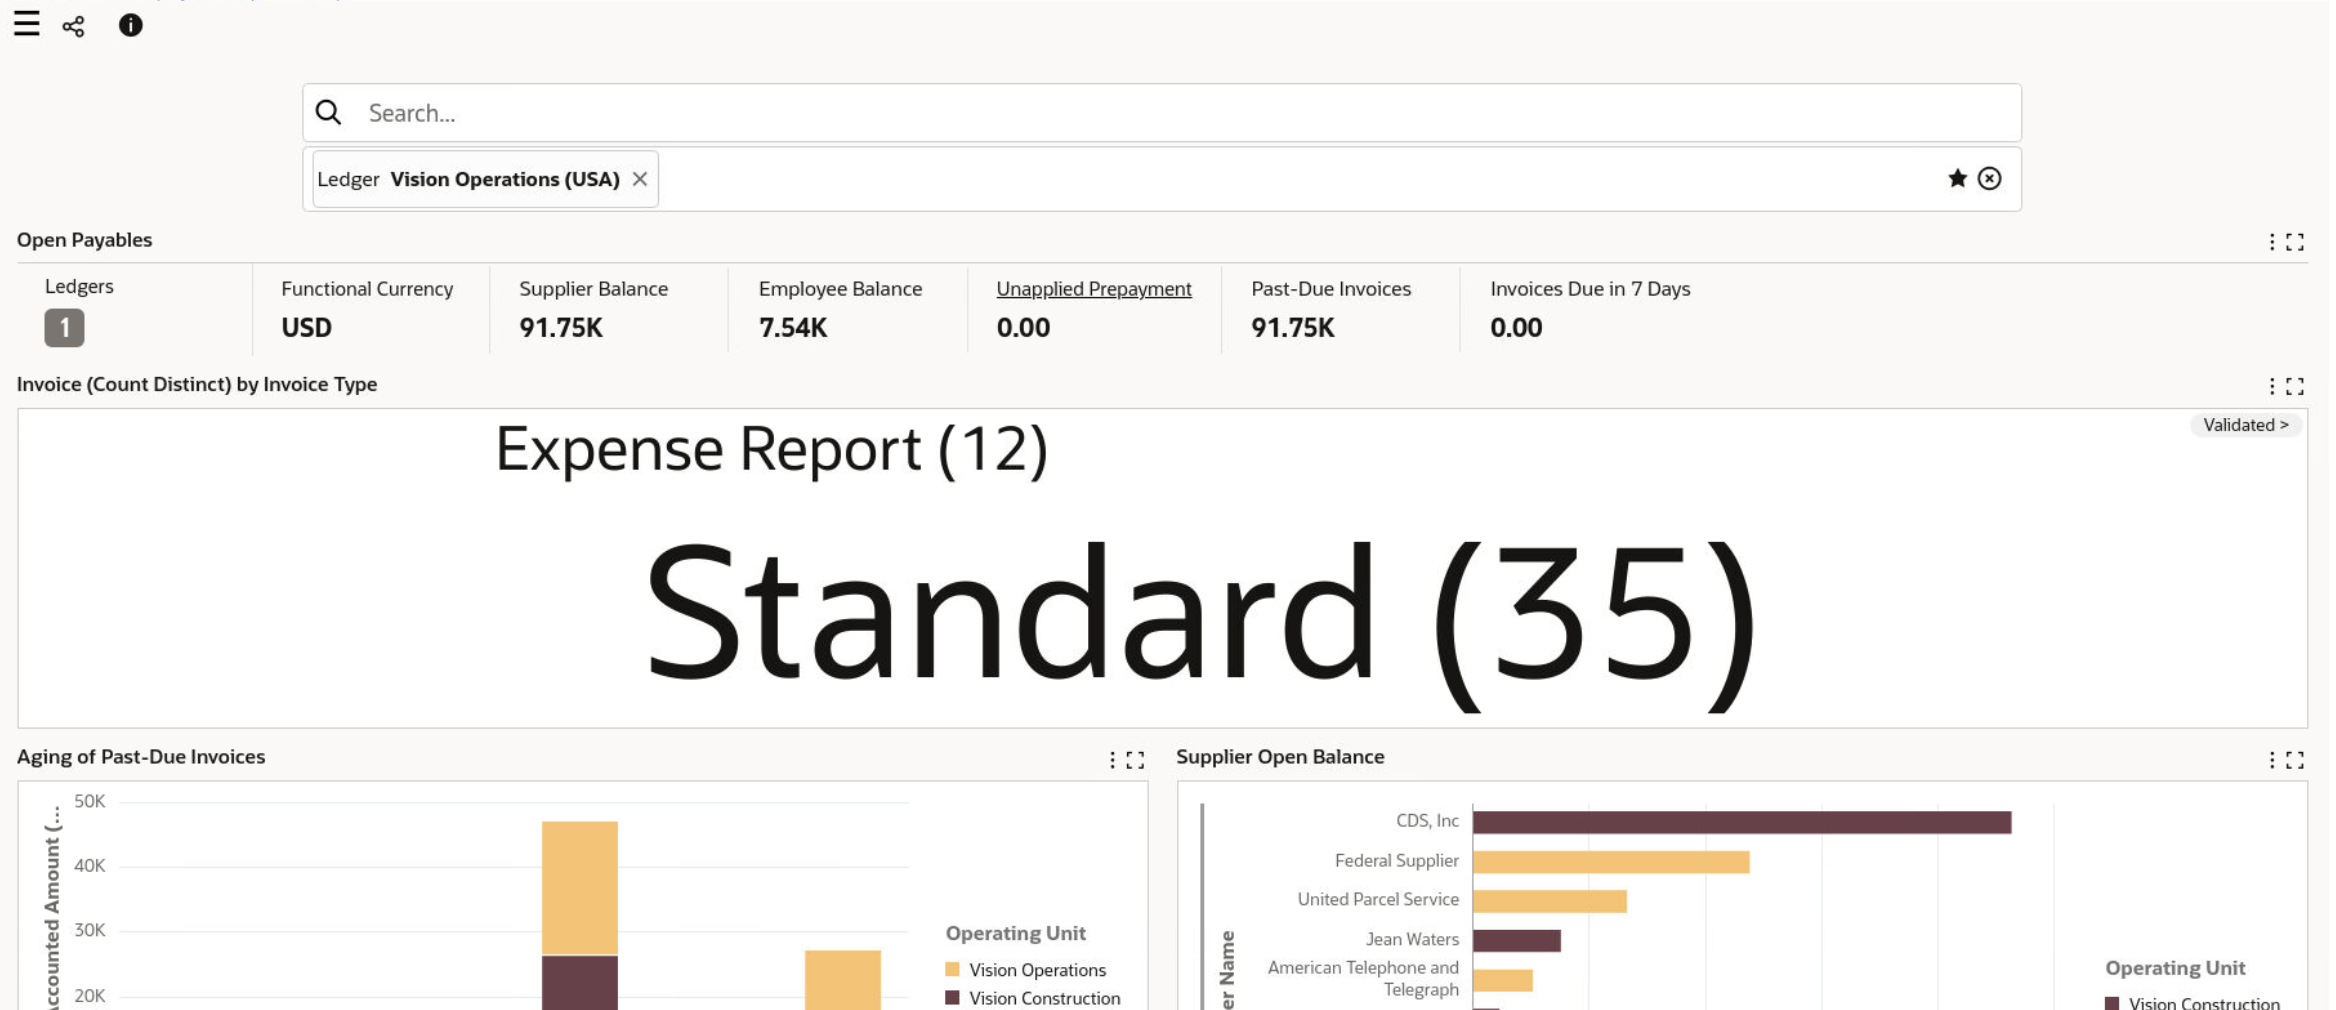 Search...
Ledger Vision Operations (USA)
Open Payables
Ledgers
1
Functional Currency
USD
Supplier Balance
91.75K
Employee Balance
7.54K
Unapplied Prepayment
0.00
Past-Due Invoices
91.75K
Invoices Due in 7 Days
0.00
Invoice (Count Distinct) by Invoice Type
Validated >
Expense Report (12)
Standard (35)
Aging of Past-Due Invoices
Accounted Amount (...
50K
40K
30K
20K
Operating Unit
Vision Operations
Vision Construction
Supplier Open Balance
er Name
CDS, Inc
Federal Supplier
United Parcel Service
Jean Waters
American Telephone and
Telegraph
Operating Unit
Vision Construction